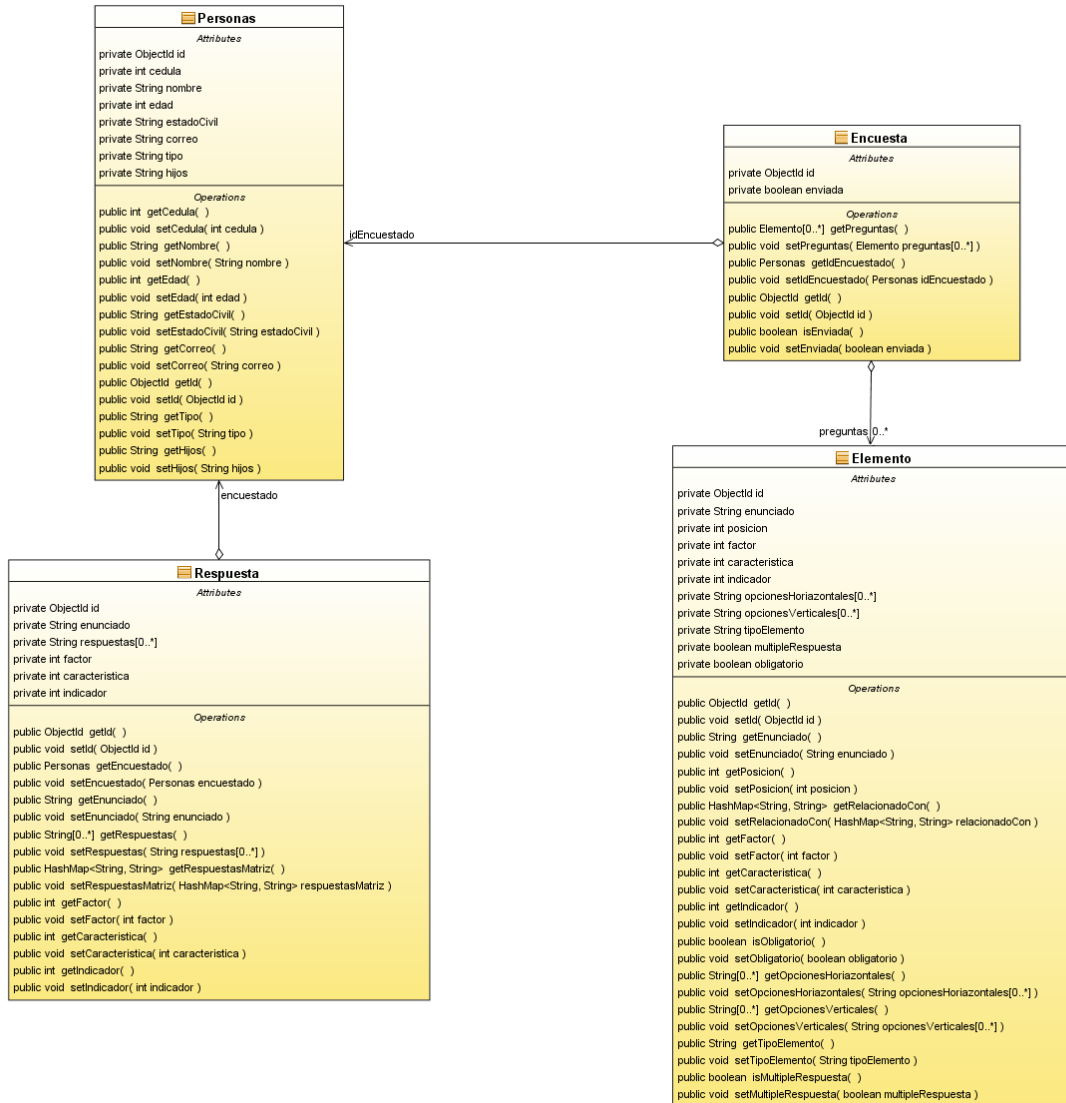 Personas
Attributes
private ObjectId id
private int cedula
private String nombre
private int edad
private String estadoCivil
private String correo
private String tipo
private String hijos
Operations
public int getCedula( )
public void setCedula( int cedula )
public String getNombre( )
public void setNombre( String nombre )
public int getEdad( )
public void setEdad( int edad )
public String getEstadoCivil( )
public void setEstadoCivil( String estadoCivil )
public String getCorreo( )
public void setCorreo( String correo )
public ObjectId getId( )
public void setId( ObjectId id )
public String getTipo( )
public void setTipo( String tipo )
public String getHijos( )
public void setHijos( String hijos )
idEncuestado
Encuesta
Attributes
private ObjectId id
private boolean enviada
Operations
public Elemento[0..*] getPreguntas( )
public void setPreguntas( Elemento preguntas[0..*] )
public Personas getIdEncuestado( )
public void setIdEncuestado( Personas idEncuestado )
public ObjectId getId( )
public void setId( ObjectId id )
public boolean isEnviada( )
public void setEnviada( boolean enviada )
preguntas 0..*
encuestado
Respuesta
Attributes
private ObjectId id
private String enunciado
private String respuestas[0..*]
private int factor
private int caracteristica
private int indicador
Operations
public ObjectId getId( )
public void setId( ObjectId id )
public Personas getEncuestado( )
public void setEncuestado( Personas encuestado )
public String getEnunciado( )
public void setEnunciado( String enunciado )
public String[0..*] getRespuestas( )
public void setRespuestas( String respuestas[0..*] )
public HashMap<String, String> getRespuestasMatriz( )
public void setRespuestasMatriz( HashMap<String, String> respuestasMatriz )
public int getFactor( )
public void setFactor( int factor )
public int getCaracteristica( )
public void setCaracteristica( int caracteristica )
public int getIndicador( )
public void setIndicador( int indicador )
Elemento
Attributes
private ObjectId id
private String enunciado
private int posicion
private int factor
private int caracteristica
private int indicador
private String opcionesHoriazontales[0..*]
private String opcionesVerticales[0..*]
private String tipoElemento
private boolean multipleRespuesta
private boolean obligatorio
Operations
public ObjectId getId( )
public void setId( ObjectId id )
public String getEnunciado( )
public void setEnunciado( String enunciado )
public int getPosicion( )
public void setPosicion( int posicion )
public HashMap<String, String> getRelacionadoCon( )
public void setRelacionadoCon( HashMap<String, String> relacionadoCon )
public int getFactor( )
public void setFactor( int factor )
public int getCaracteristica( )
public void setCaracteristica( int caracteristica )
public int getIndicador( )
public void setIndicador( int indicador )
public boolean isObligatorio( )
public void setObligatorio( boolean obligatorio )
public String[0..*] getOpcionesHorizontales( )
public void setOpcionesHorizontales( String opcionesHoriazontales[0..*] )
public String[0..*] getOpcionesVerticales( )
public void setOpcionesVerticales( String opcionesVerticales[0..*] )
public String getTipoElemento( )
public void setTipoElemento( String tipoElemento )
public boolean isMultipleRespuesta( )
public void setMultipleRespuesta( boolean multipleRespuesta )